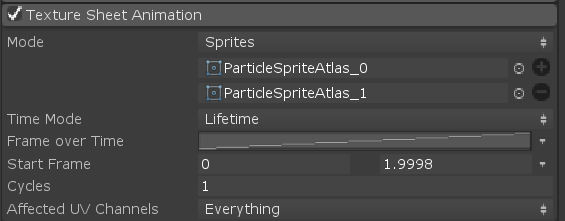 Texture Sheet Animation
Mode Sprites
ParticleSpriteAtlas_0
ParticleSpriteAtlas_1
Time Mode Lifetime
Frame over Time
Start Frame 0 1.9998
Cycles 1
Affected UV Channels Everything